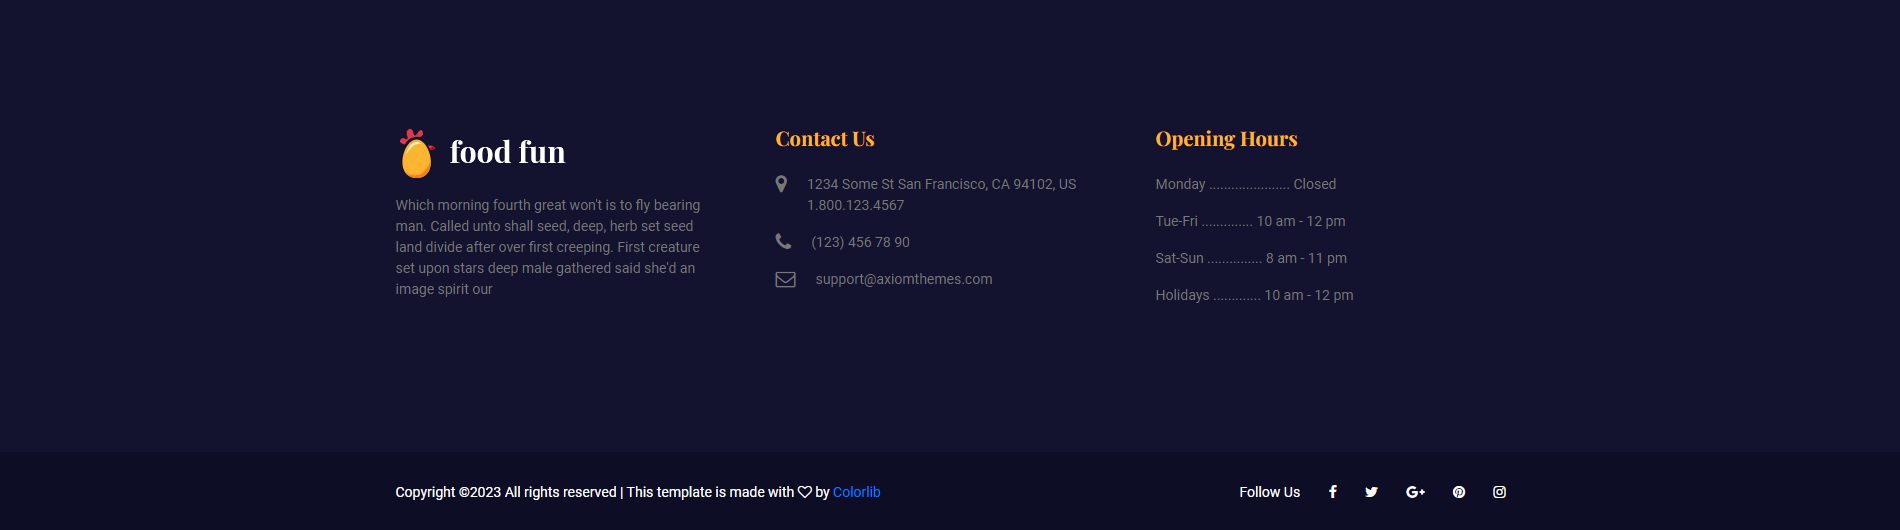 food fun
Which morning fourth great won't is to fly bearing
man. Called unto shall seed, deep, herb set seed
land divide after over first creeping. First creature
set upon stars deep male gathered said she'd an
image spirit our
Contact Us
1234 Some St San Francisco, CA 94102, US
1.800.123.4567
(123) 456 78 90
support@axiomthemes.com
Opening Hours
Monday ...................... Closed
Tue-Fri .............. 10 am - 12 pm
Sat-Sun ............... 8 am - 11 pm
Holidays ............. 10 am - 12 pm
Copyright ©2023 All rights reserved | This template is made with ♡ by Colorlib
Follow Us